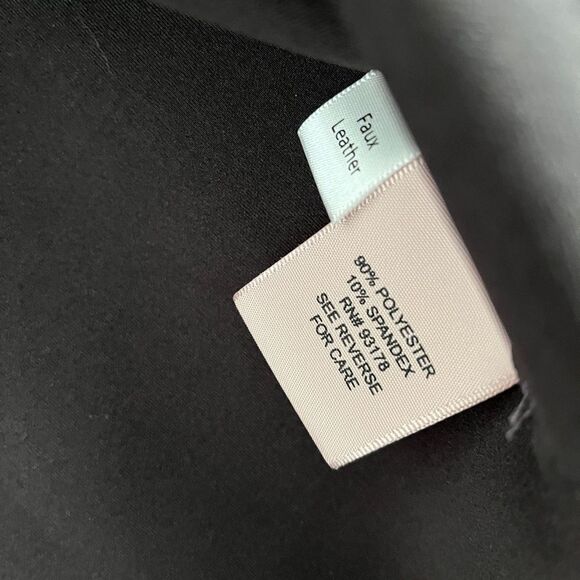 Faux
Leather
90% POLYESTER
10% SPANDEX
RN# 93178
SEE REVERSE
FOR CARE